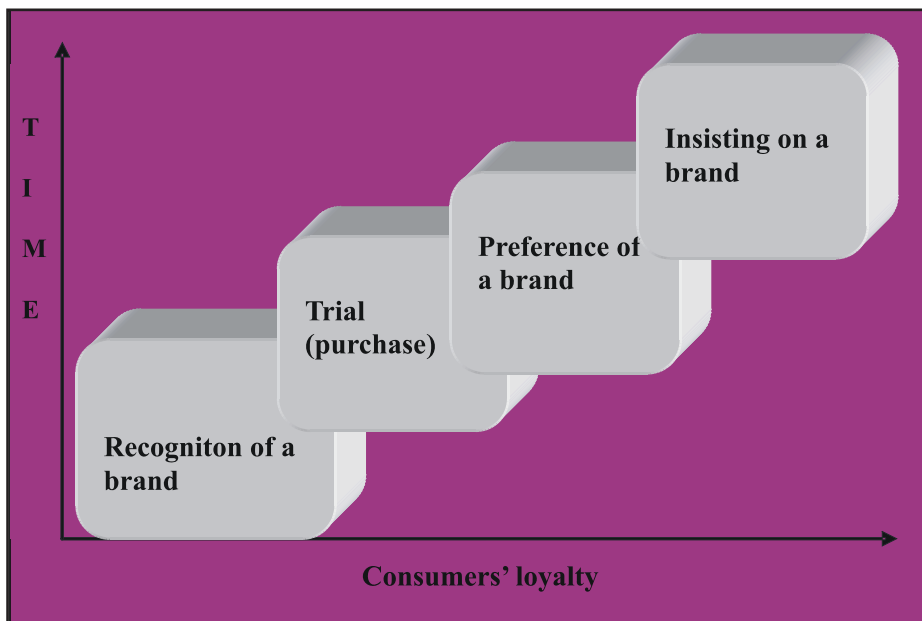 T
I
M
E
Insisting on a
brand
Preference of
a brand
Trial
(purchase)
Recogniton of a
brand
Consumers’ loyalty